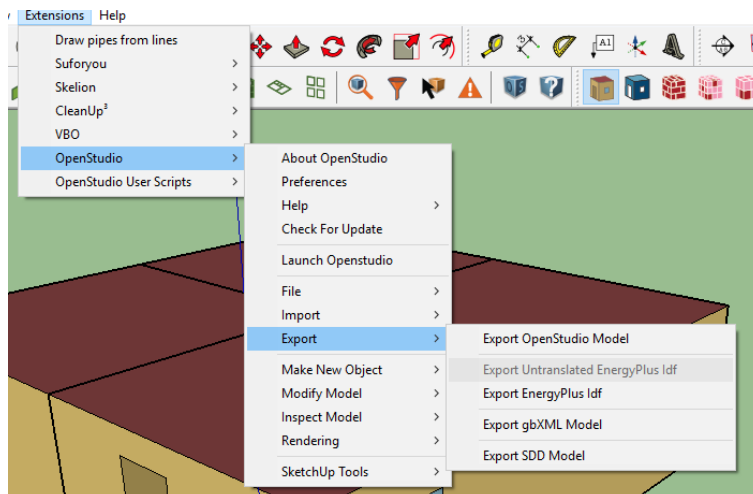 Extensions Help
Draw pipes from lines
Suforyou
Skelion
CleanUp³
VBO
OpenStudio
OpenStudio User Scripts
About OpenStudio
Preferences
Help
Check For Update
Launch Openstudio
File
Import
Export
Make New Object
Modify Model
Inspect Model
Rendering
SketchUp Tools
Export OpenStudio Model
Export Untranslated EnergyPlus Idf
Export EnergyPlus Idf
Export gbXML Model
Export SDD Model
A1